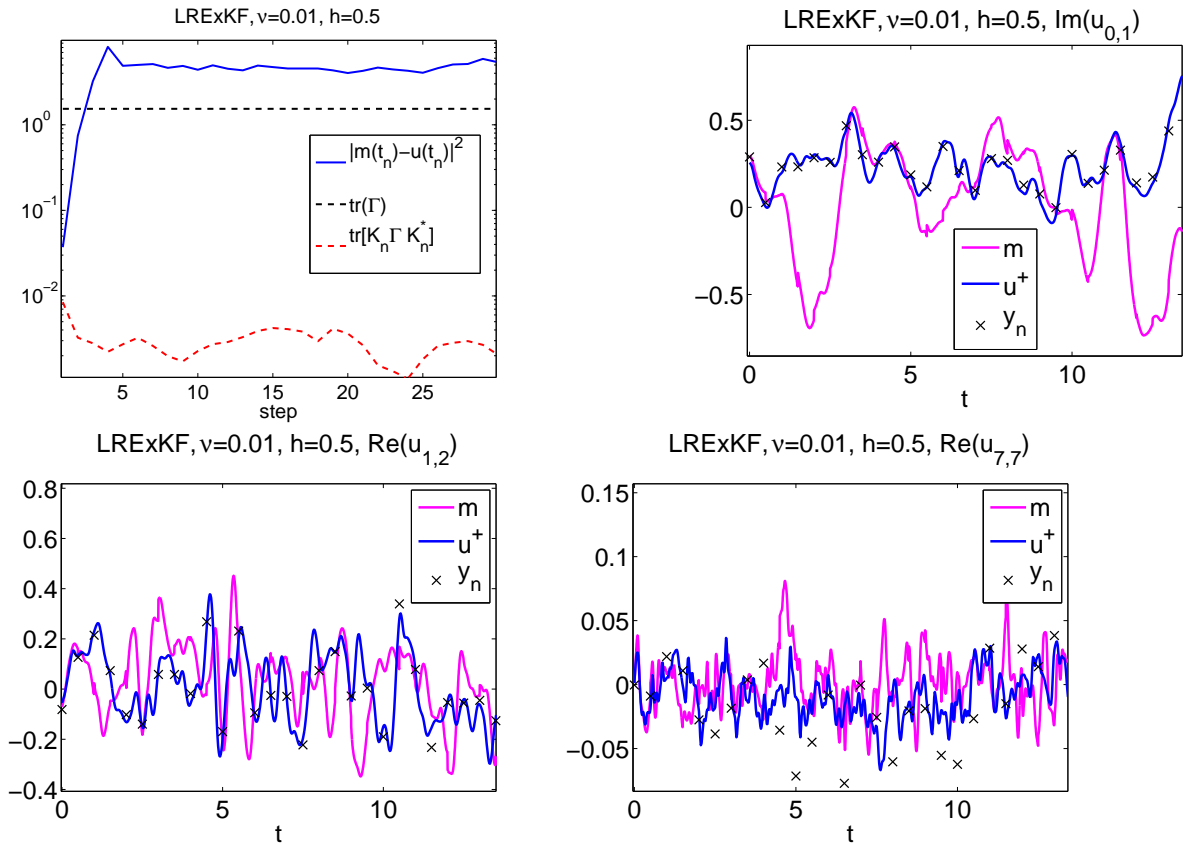 LRExKF, ν=0.01, h=0.5
10^0
10^-1
10^-2
5 10 15 20 25
step
|m(t_n)−u(t_n)|^2
tr(Γ)
tr[K_n Γ K_n^*]
LRExKF, ν=0.01, h=0.5, Im(u_0,1)
0.5
0
−0.5
0 5 10
t
m
u^+
y_n
LRExKF, ν=0.01, h=0.5, Re(u_1,2)
0.8
0.6
0.4
0.2
0
−0.2
−0.4
0 5 10
t
m
u^+
y_n
LRExKF, ν=0.01, h=0.5, Re(u_7,7)
0.15
0.1
0.05
0
−0.05
0 5 10
t
m
u^+
y_n